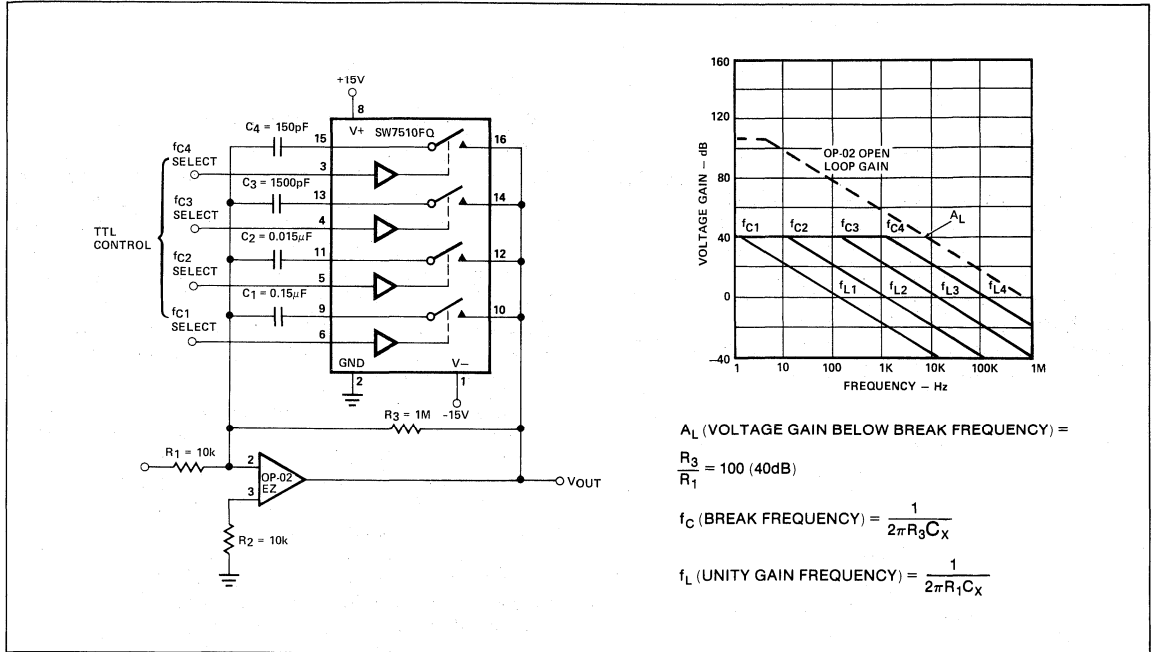 +15V
8
C4 = 150pF
15
V+
SW7510FQ
16
fC4
SELECT
3
C3 = 1500pF
13
14
fC3
SELECT
4
TTL
CONTROL
C2 = 0.015μF
11
12
fC2
SELECT
5
C1 = 0.15μF
9
10
fC1
SELECT
6
GND
V−
2
1
-15V
R3 = 1M
R1 = 10k
2
OP-02
EZ
3
VOUT
R2 = 10k
160
120
80
40
0
−40
VOLTAGE GAIN – dB
OP-02 OPEN
LOOP GAIN
AL
fC1
fC2
fC3
fC4
fL1
fL2
fL3
fL4
1
10
100
1K
10K
100K
1M
FREQUENCY – Hz
AL (VOLTAGE GAIN BELOW BREAK FREQUENCY) =
R3
R1
= 100 (40dB)
fC (BREAK FREQUENCY) =
1
2πR3CX
fL (UNITY GAIN FREQUENCY) =
1
2πR1CX